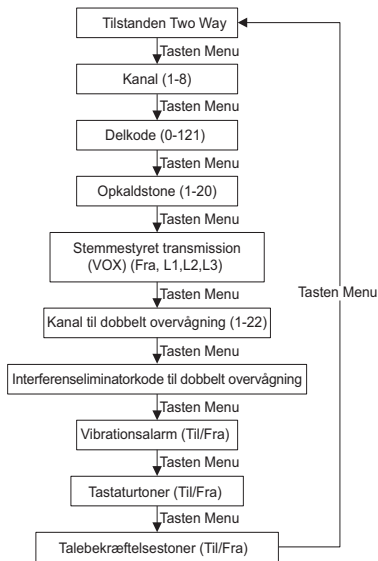 Tilstanden Two Way
Tasten Menu
Kanal (1-8)
Tasten Menu
Delkode (0-121)
Tasten Menu
Opkaldstone (1-20)
Tasten Menu
Stemmestyret transmission
(VOX) (Fra, L1,L2,L3)
Tasten Menu
Tasten Menu
Kanal til dobbelt overvågning (1-22)
Tasten Menu
Interferenseliminatorkode til dobbelt overvågning
Tasten Menu
Vibrationsalarm (Til/Fra)
Tasten Menu
Tastaturtoner (Til/Fra)
Tasten Menu
Talebekræftelsestoner (Til/Fra)